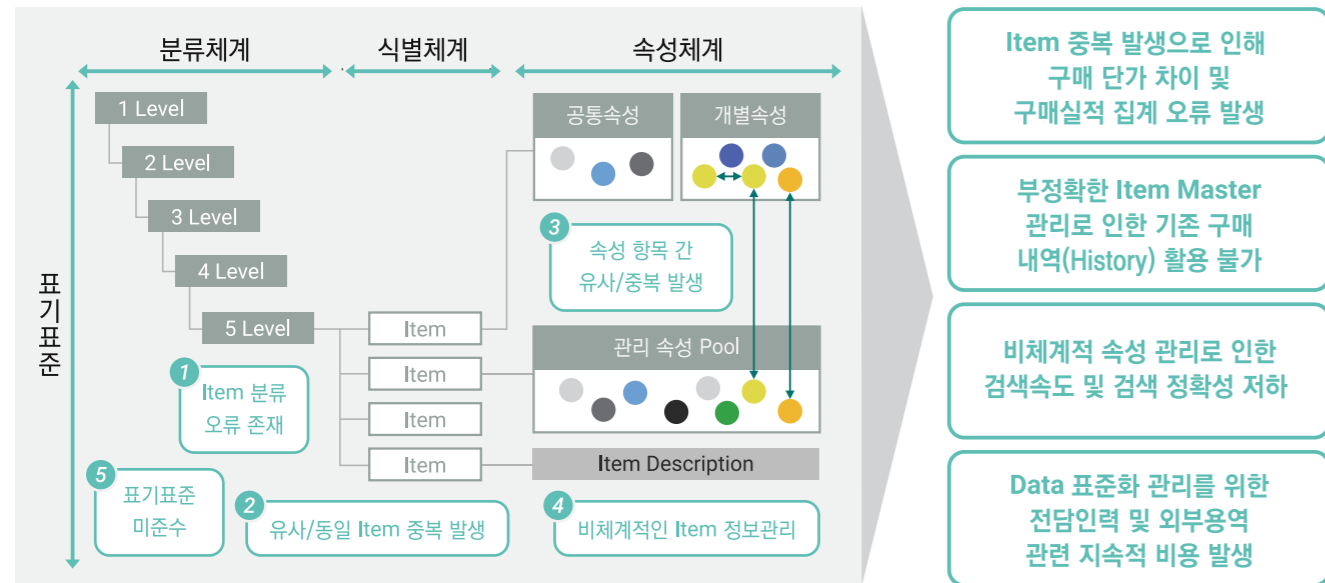 분류체계
식별체계
속성체계
표기표준
1 Level
2 Level
3 Level
4 Level
5 Level
Item
Item
Item
Item
공통속성
개별속성
3
속성 항목 간
유사/중복 발생
관리 속성 Pool
Item Description
1
Item 분류
오류 존재
5
표기표준
미준수
2
유사/동일 Item 중복 발생
4
비체계적인 Item 정보관리
Item 중복 발생으로 인해
구매 단가 차이 및
구매실적 집계 오류 발생
부정확한 Item Master
관리로 인한 기존 구매
내역(History) 활용 불가
비체계적 속성 관리로 인한
검색속도 및 검색 정확성 저하
Data 표준화 관리를 위한
전담인력 및 외부용역
관련 지속적 비용 발생